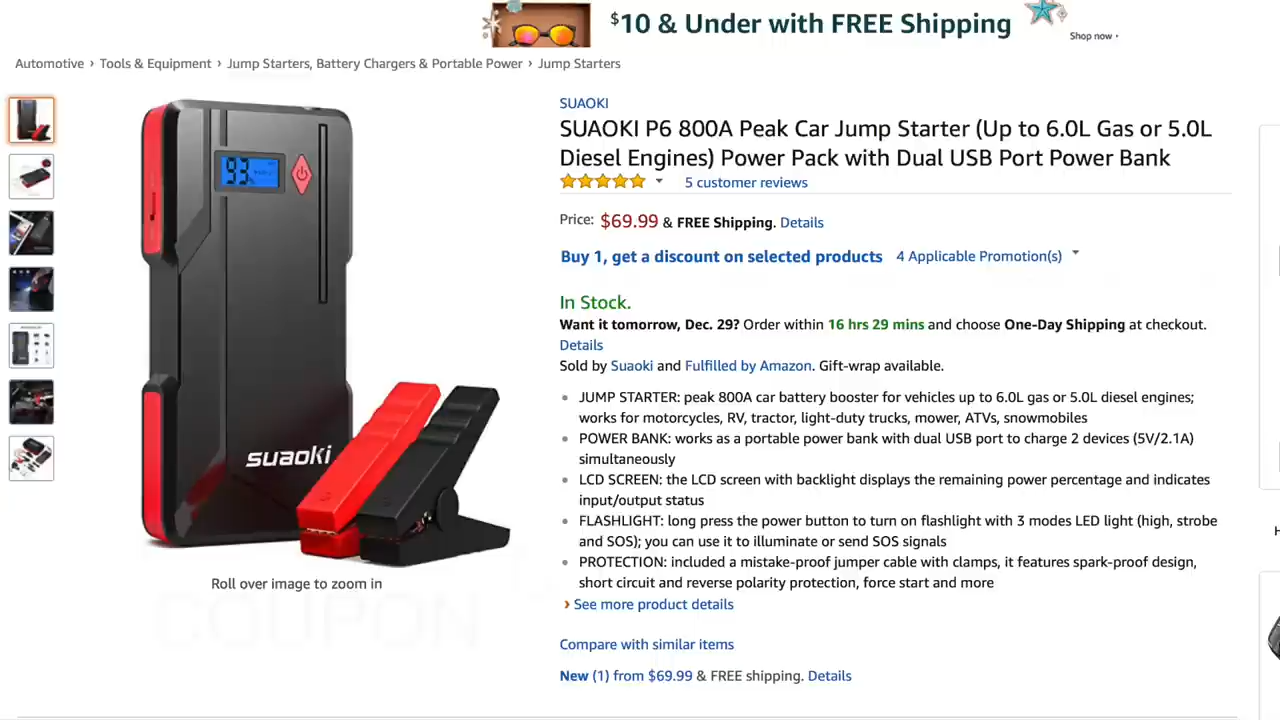 $10 & Under with FREE Shipping
Shop now ›
Automotive › Tools & Equipment › Jump Starters, Battery Chargers & Portable Power › Jump Starters
93
suaoki
Roll over image to zoom in
COUPON
SUAOKI
SUAOKI P6 800A Peak Car Jump Starter (Up to 6.0L Gas or 5.0L
Diesel Engines) Power Pack with Dual USB Port Power Bank
5 customer reviews
Price: $69.99 & FREE Shipping. Details
Buy 1, get a discount on selected products 4 Applicable Promotion(s)
In Stock.
Want it tomorrow, Dec. 29? Order within 16 hrs 29 mins and choose One-Day Shipping at checkout.
Details
Sold by Suaoki and Fulfilled by Amazon. Gift-wrap available.
JUMP STARTER: peak 800A car battery booster for vehicles up to 6.0L gas or 5.0L diesel engines;
works for motorcycles, RV, tractor, light-duty trucks, mower, ATVs, snowmobiles
POWER BANK: works as a portable power bank with dual USB port to charge 2 devices (5V/2.1A)
simultaneously
LCD SCREEN: the LCD screen with backlight displays the remaining power percentage and indicates
input/output status
FLASHLIGHT: long press the power button to turn on flashlight with 3 modes LED light (high, strobe
and SOS); you can use it to illuminate or send SOS signals
PROTECTION: included a mistake-proof jumper cable with clamps, it features spark-proof design,
short circuit and reverse polarity protection, force start and more
› See more product details
Compare with similar items
New (1) from $69.99 & FREE shipping. Details